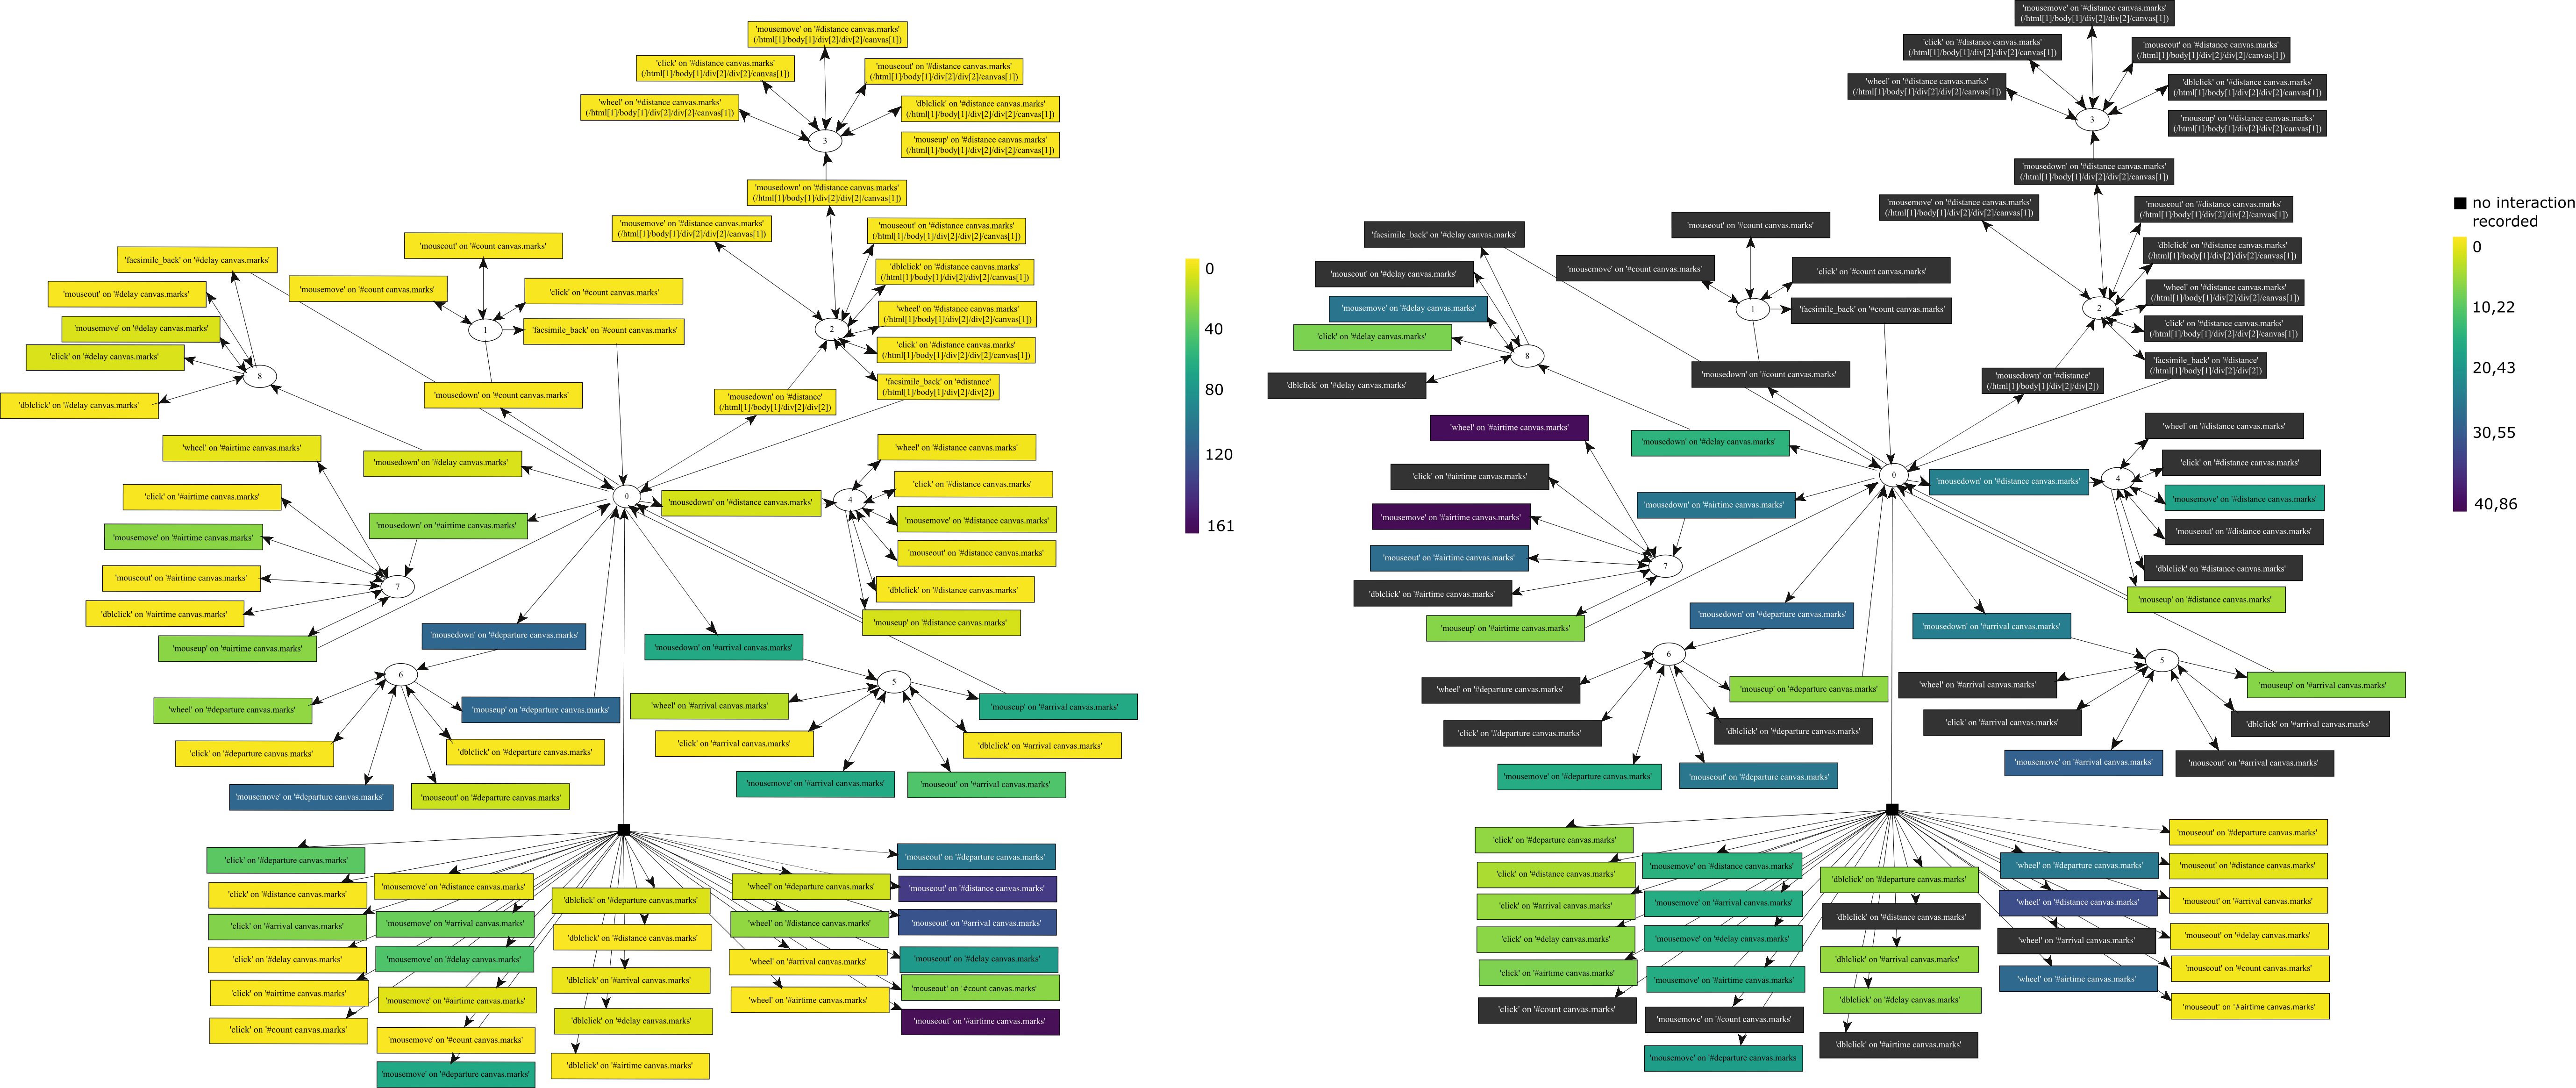 'mousemove' on '#distance canvas.marks'
(/html[1]/body[1]/div[2]/div[2]/canvas[1])
'click' on '#distance canvas.marks'
(/html[1]/body[1]/div[2]/div[2]/canvas[1])
'mouseout' on '#distance canvas.marks'
(/html[1]/body[1]/div[2]/div[2]/canvas[1])
'wheel' on '#distance canvas.marks'
(/html[1]/body[1]/div[2]/div[2]/canvas[1])
'dblclick' on '#distance canvas.marks'
(/html[1]/body[1]/div[2]/div[2]/canvas[1])
3
'mouseup' on '#distance canvas.marks'
(/html[1]/body[1]/div[2]/div[2]/canvas[1])
'mousedown' on '#distance canvas.marks'
(/html[1]/body[1]/div[2]/div[2]/canvas[1])
'mousemove' on '#distance canvas.marks'
(/html[1]/body[1]/div[2]/div[2]/canvas[1])
'mouseout' on '#distance canvas.marks'
(/html[1]/body[1]/div[2]/div[2]/canvas[1])
'dblclick' on '#distance canvas.marks'
(/html[1]/body[1]/div[2]/div[2]/canvas[1])
'wheel' on '#distance canvas.marks'
(/html[1]/body[1]/div[2]/div[2]/canvas[1])
2
'click' on '#distance canvas.marks'
(/html[1]/body[1]/div[2]/div[2]/canvas[1])
'facsimile_back' on '#distance'
(/html[1]/body[1]/div[2]/div[2])
'mousedown' on '#distance'
(/html[1]/body[1]/div[2]/div[2])
'mouseout' on '#count canvas.marks'
'mousemove' on '#count canvas.marks'
'click' on '#count canvas.marks'
1
'facsimile_back' on '#count canvas.marks'
'mousedown' on '#count canvas.marks'
'facsimile_back' on '#delay canvas.marks'
'mouseout' on '#delay canvas.marks'
'mousemove' on '#delay canvas.marks'
'click' on '#delay canvas.marks'
8
'dblclick' on '#delay canvas.marks'
'mousedown' on '#delay canvas.marks'
0
'wheel' on '#airtime canvas.marks'
'click' on '#airtime canvas.marks'
'mousedown' on '#airtime canvas.marks'
'mousemove' on '#airtime canvas.marks'
'mouseout' on '#airtime canvas.marks'
7
'dblclick' on '#airtime canvas.marks'
'mouseup' on '#airtime canvas.marks'
'wheel' on '#distance canvas.marks'
'click' on '#distance canvas.marks'
'mousedown' on '#distance canvas.marks'
4
'mousemove' on '#distance canvas.marks'
'mouseout' on '#distance canvas.marks'
'dblclick' on '#distance canvas.marks'
'mouseup' on '#distance canvas.marks'
'mousedown' on '#departure canvas.marks'
6
'wheel' on '#departure canvas.marks'
'mouseup' on '#departure canvas.marks'
'click' on '#departure canvas.marks'
'dblclick' on '#departure canvas.marks'
'mousemove' on '#departure canvas.marks'
'mouseout' on '#departure canvas.marks'
'mousedown' on '#arrival canvas.marks'
5
'wheel' on '#arrival canvas.marks'
'mouseup' on '#arrival canvas.marks'
'click' on '#arrival canvas.marks'
'dblclick' on '#arrival canvas.marks'
'mousemove' on '#arrival canvas.marks'
'mouseout' on '#arrival canvas.marks'
'click' on '#departure canvas.marks'
'click' on '#distance canvas.marks'
'click' on '#arrival canvas.marks'
'click' on '#delay canvas.marks'
'click' on '#airtime canvas.marks'
'click' on '#count canvas.marks'
'mousemove' on '#distance canvas.marks'
'mousemove' on '#arrival canvas.marks'
'mousemove' on '#delay canvas.marks'
'mousemove' on '#airtime canvas.marks'
'mousemove' on '#count canvas.marks'
'mousemove' on '#departure canvas.marks'
'dblclick' on '#departure canvas.marks'
'dblclick' on '#distance canvas.marks'
'dblclick' on '#arrival canvas.marks'
'dblclick' on '#delay canvas.marks'
'dblclick' on '#airtime canvas.marks'
'wheel' on '#departure canvas.marks'
'wheel' on '#distance canvas.marks'
'wheel' on '#arrival canvas.marks'
'wheel' on '#airtime canvas.marks'
'mouseout' on '#departure canvas.marks'
'mouseout' on '#distance canvas.marks'
'mouseout' on '#arrival canvas.marks'
'mouseout' on '#delay canvas.marks'
'mouseout' on '#count canvas.marks'
'mouseout' on '#airtime canvas.marks'
0
40
80
120
161
'mousemove' on '#distance canvas.marks'
(/html[1]/body[1]/div[2]/div[2]/canvas[1])
'click' on '#distance canvas.marks'
(/html[1]/body[1]/div[2]/div[2]/canvas[1])
'mouseout' on '#distance canvas.marks'
(/html[1]/body[1]/div[2]/div[2]/canvas[1])
'wheel' on '#distance canvas.marks'
(/html[1]/body[1]/div[2]/div[2]/canvas[1])
'dblclick' on '#distance canvas.marks'
(/html[1]/body[1]/div[2]/div[2]/canvas[1])
3
'mouseup' on '#distance canvas.marks'
(/html[1]/body[1]/div[2]/div[2]/canvas[1])
'mousedown' on '#distance canvas.marks'
(/html[1]/body[1]/div[2]/div[2]/canvas[1])
'mousemove' on '#distance canvas.marks'
(/html[1]/body[1]/div[2]/div[2]/canvas[1])
'mouseout' on '#distance canvas.marks'
(/html[1]/body[1]/div[2]/div[2]/canvas[1])
'dblclick' on '#distance canvas.marks'
(/html[1]/body[1]/div[2]/div[2]/canvas[1])
'wheel' on '#distance canvas.marks'
(/html[1]/body[1]/div[2]/div[2]/canvas[1])
2
'click' on '#distance canvas.marks'
(/html[1]/body[1]/div[2]/div[2]/canvas[1])
'facsimile_back' on '#distance'
(/html[1]/body[1]/div[2]/div[2])
'mousedown' on '#distance'
(/html[1]/body[1]/div[2]/div[2])
'mouseout' on '#count canvas.marks'
'mousemove' on '#count canvas.marks'
'click' on '#count canvas.marks'
1
'facsimile_back' on '#count canvas.marks'
'mousedown' on '#count canvas.marks'
'facsimile_back' on '#delay canvas.marks'
'mouseout' on '#delay canvas.marks'
'mousemove' on '#delay canvas.marks'
'click' on '#delay canvas.marks'
8
'dblclick' on '#delay canvas.marks'
'mousedown' on '#delay canvas.marks'
0
'wheel' on '#airtime canvas.marks'
'click' on '#airtime canvas.marks'
'mousedown' on '#airtime canvas.marks'
'mousemove' on '#airtime canvas.marks'
'mouseout' on '#airtime canvas.marks'
7
'dblclick' on '#airtime canvas.marks'
'mouseup' on '#airtime canvas.marks'
'wheel' on '#distance canvas.marks'
'click' on '#distance canvas.marks'
'mousedown' on '#distance canvas.marks'
4
'mousemove' on '#distance canvas.marks'
'mouseout' on '#distance canvas.marks'
'dblclick' on '#distance canvas.marks'
'mouseup' on '#distance canvas.marks'
'mousedown' on '#departure canvas.marks'
6
'wheel' on '#departure canvas.marks'
'mouseup' on '#departure canvas.marks'
'click' on '#departure canvas.marks'
'dblclick' on '#departure canvas.marks'
'mousemove' on '#departure canvas.marks'
'mouseout' on '#departure canvas.marks'
'mousedown' on '#arrival canvas.marks'
5
'wheel' on '#arrival canvas.marks'
'mouseup' on '#arrival canvas.marks'
'click' on '#arrival canvas.marks'
'dblclick' on '#arrival canvas.marks'
'mousemove' on '#arrival canvas.marks'
'mouseout' on '#arrival canvas.marks'
'click' on '#departure canvas.marks'
'click' on '#distance canvas.marks'
'click' on '#arrival canvas.marks'
'click' on '#delay canvas.marks'
'click' on '#airtime canvas.marks'
'click' on '#count canvas.marks'
'mousemove' on '#distance canvas.marks'
'mousemove' on '#arrival canvas.marks'
'mousemove' on '#delay canvas.marks'
'mousemove' on '#airtime canvas.marks'
'mousemove' on '#count canvas.marks'
'mousemove' on '#departure canvas.marks
'dblclick' on '#departure canvas.marks'
'dblclick' on '#distance canvas.marks'
'dblclick' on '#arrival canvas.marks'
'dblclick' on '#delay canvas.marks'
'dblclick' on '#airtime canvas.marks'
'wheel' on '#departure canvas.marks'
'wheel' on '#distance canvas.marks'
'wheel' on '#arrival canvas.marks'
'wheel' on '#airtime canvas.marks'
'mouseout' on '#departure canvas.marks'
'mouseout' on '#distance canvas.marks'
'mouseout' on '#arrival canvas.marks'
'mouseout' on '#delay canvas.marks'
'mouseout' on '#count canvas.marks'
'mouseout' on '#airtime canvas.marks'
no interaction
recorded
0
10,22
20,43
30,55
40,86